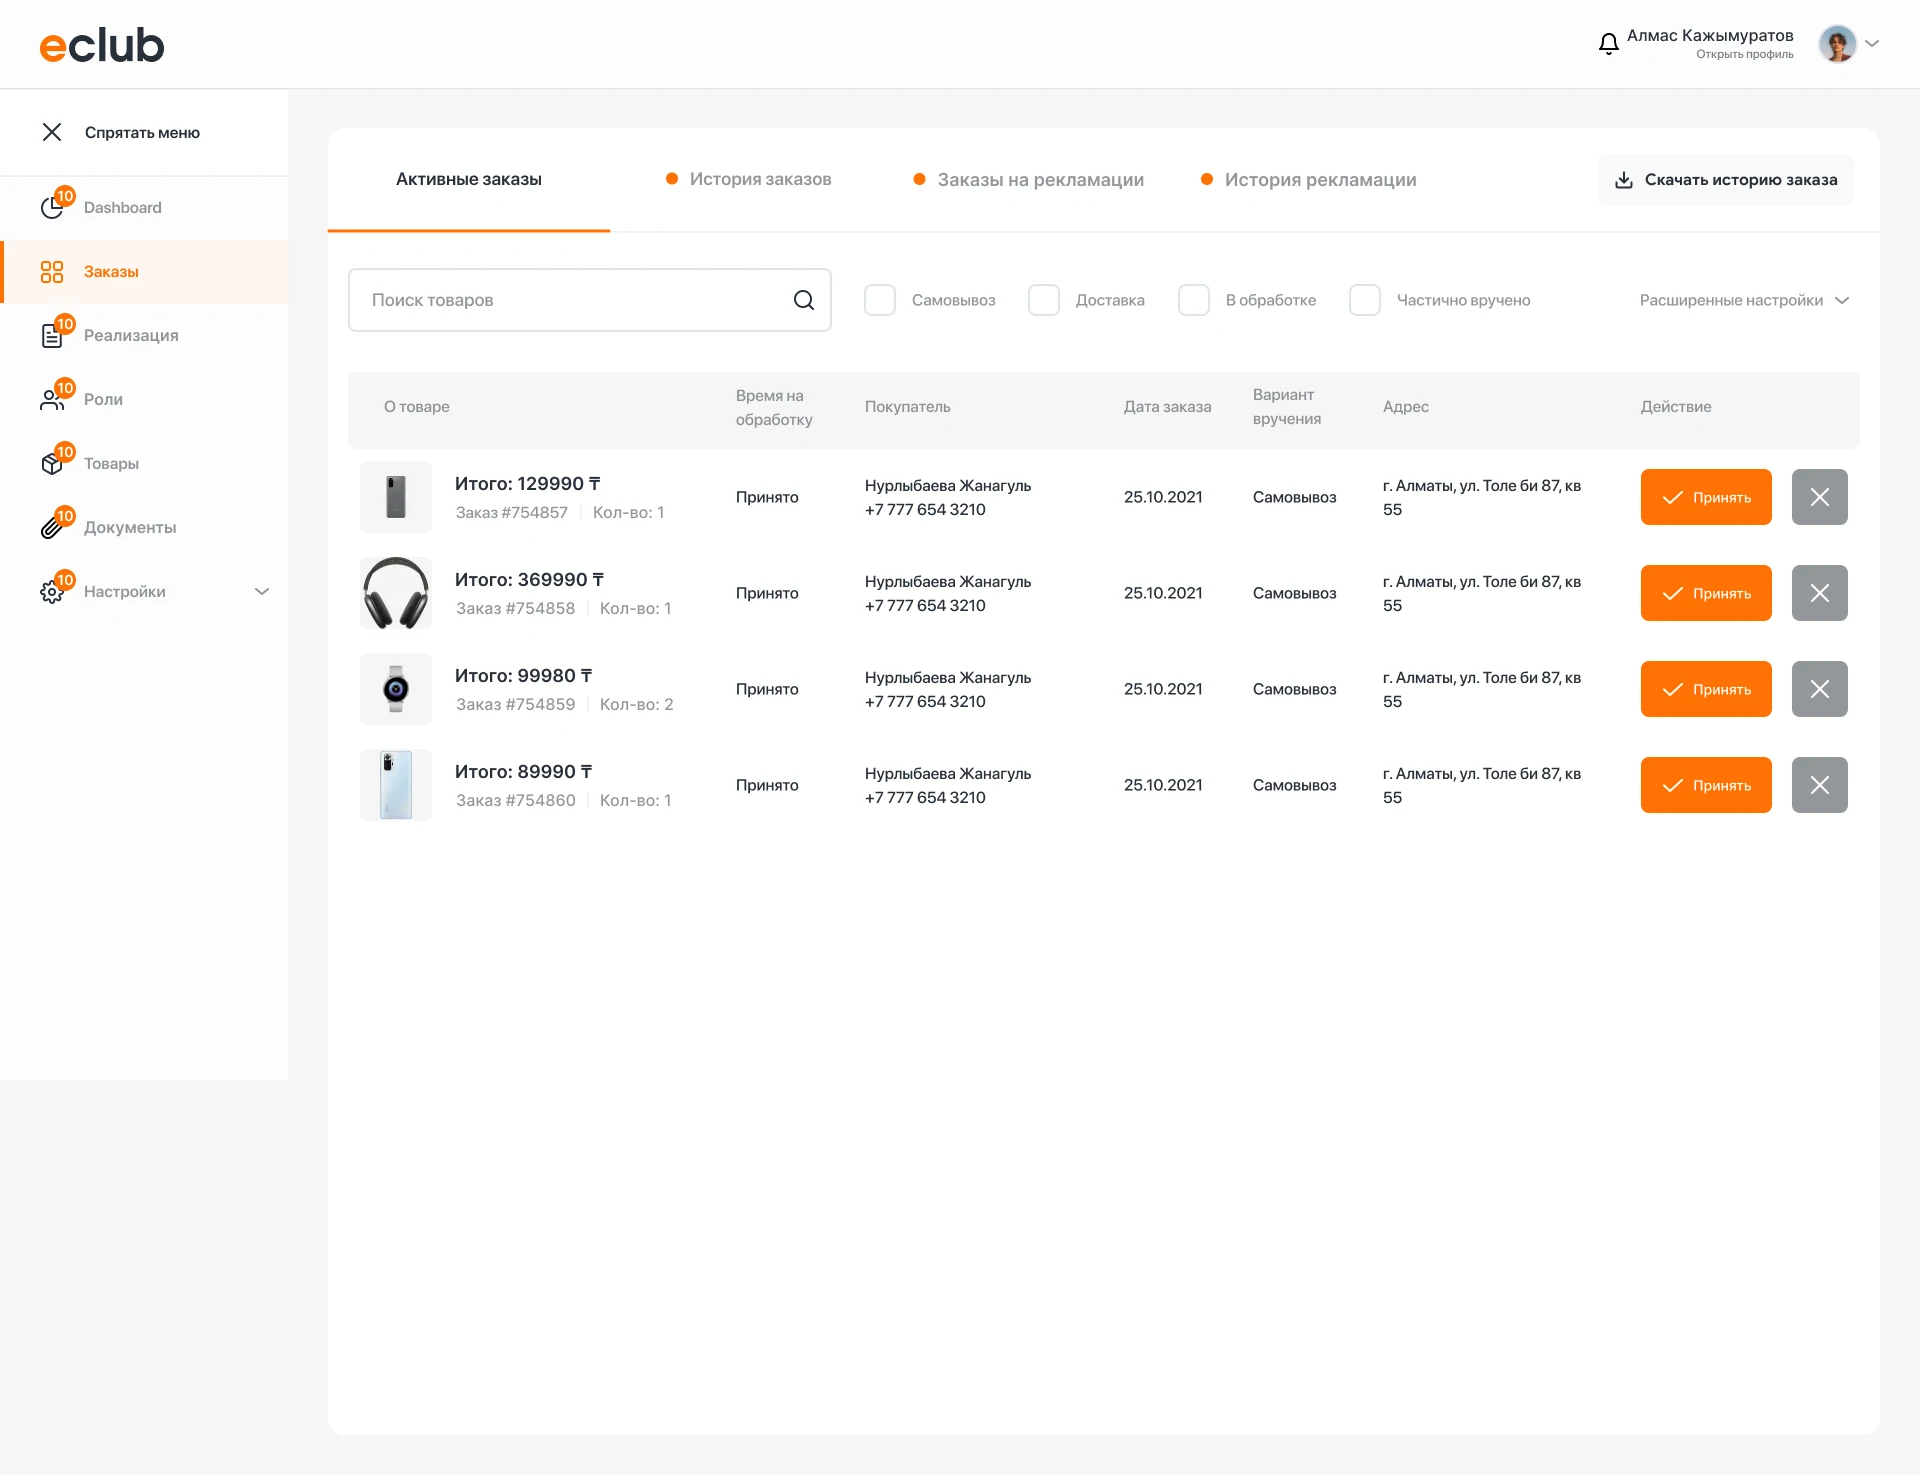 eclub
Алмас Кажымуратов
Открыть профиль
Спрятать меню
10
Dashboard
Заказы
10
Реализация
10
Роли
10
Товары
10
Документы
10
Настройки
Активные заказы
История заказов
Заказы на рекламации
История рекламации
Скачать историю заказа
Поиск товаров
Самовывоз
Доставка
В обработке
Частично вручено
Расширенные настройки
О товаре
Время на
обработку
Покупатель
Дата заказа
Вариант
вручения
Адрес
Действие
Итого: 129990 ₸
Заказ #754857
Кол-во: 1
Принято
Нурлыбаева Жанагуль
+7 777 654 3210
25.10.2021
Самовывоз
г. Алматы, ул. Толе би 87, кв
55
Принять
Итого: 369990 ₸
Заказ #754858
Кол-во: 1
Принято
Нурлыбаева Жанагуль
+7 777 654 3210
25.10.2021
Самовывоз
г. Алматы, ул. Толе би 87, кв
55
Принять
Итого: 99980 ₸
Заказ #754859
Кол-во: 2
Принято
Нурлыбаева Жанагуль
+7 777 654 3210
25.10.2021
Самовывоз
г. Алматы, ул. Толе би 87, кв
55
Принять
Итого: 89990 ₸
Заказ #754860
Кол-во: 1
Принято
Нурлыбаева Жанагуль
+7 777 654 3210
25.10.2021
Самовывоз
г. Алматы, ул. Толе би 87, кв
55
Принять